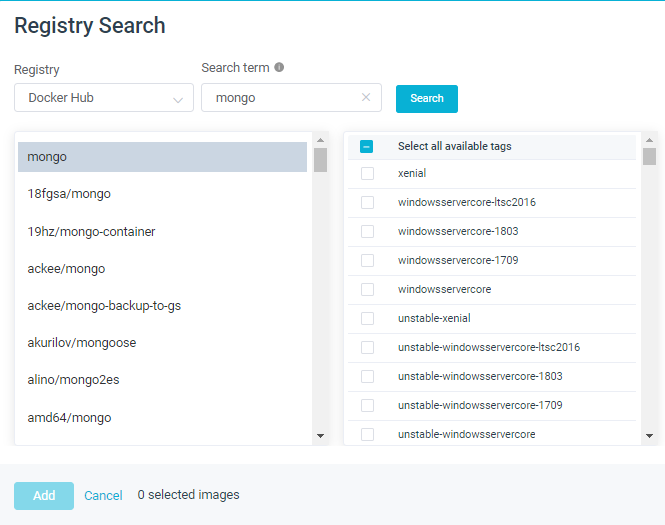 Registry Search
Registry
Search term
Docker Hub
mongo
Search
mongo
18fgsa/mongo
19hz/mongo-container
ackee/mongo
ackee/mongo-backup-to-gs
akurilov/mongoose
alino/mongo2es
amd64/mongo
Select all available tags
xenial
windowsservercore-ltsc2016
windowsservercore-1803
windowsservercore-1709
windowsservercore
unstable-xenial
unstable-windowsservercore-ltsc2016
unstable-windowsservercore-1803
unstable-windowsservercore-1709
unstable-windowsservercore
Add
Cancel
0 selected images